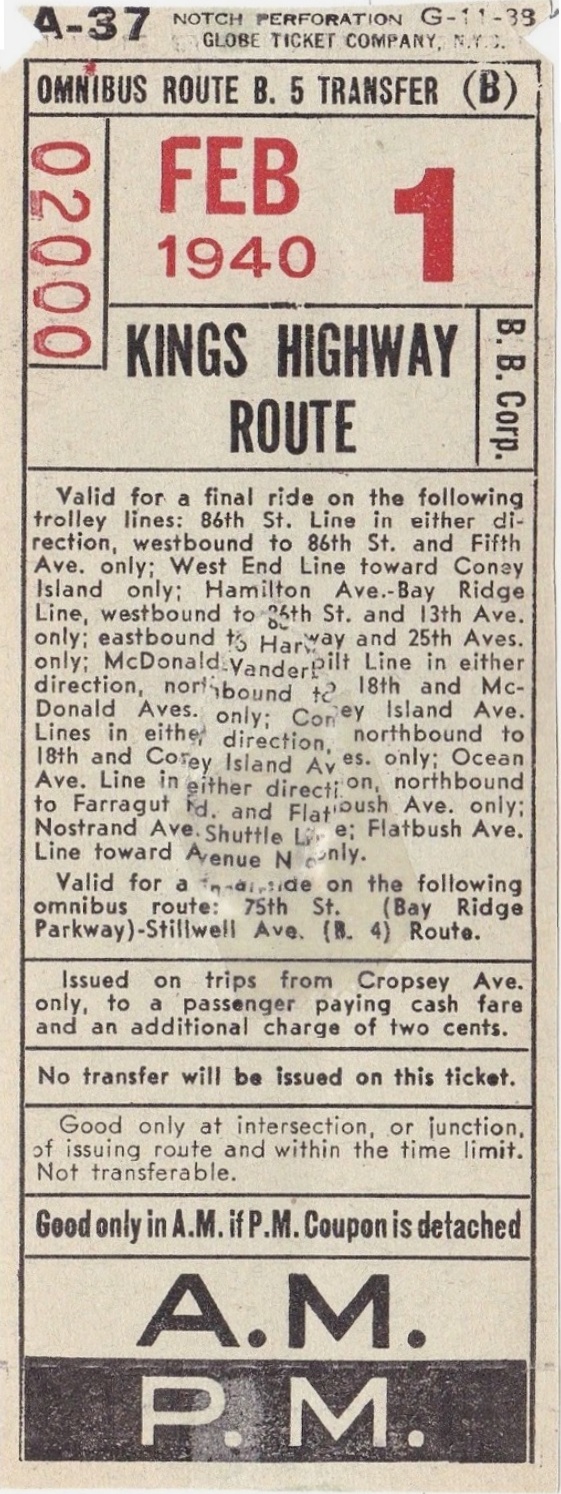 A-37 NOTCH PERFORATION G-11-38
GLOBE TICKET COMPANY, N.Y.C.
OMNIBUS ROUTE B. 5 TRANSFER (B)
02000
FEB 1
1940
KINGS HIGHWAY
ROUTE
B. B. Corp.
Valid for a final ride on the following
trolley lines: 86th St. Line in either di-
rection, westbound to 86th St. and Fifth
Ave. only; West End Line toward Coney
Island only; Hamilton Ave.-Bay Ridge
Line, westbound to 86th St. and 13th Ave.
only; eastbound to Harway and 25th Aves.
only; McDonald-Vanderbilt Line in either
direction, northbound to 18th and Mc-
Donald Aves. only; Coney Island Ave.
Lines in either direction, northbound to
18th and Coney Island Aves. only; Ocean
Ave. Line in either direction, northbound
to Farragut Rd. and Flatbush Ave. only;
Nostrand Ave. Shuttle Line; Flatbush Ave.
Line toward Avenue N only.
Valid for a ride on the following
omnibus route: 75th St. (Bay Ridge
Parkway)-Stillwell Ave. (B. 4) Route.
Issued on trips from Cropsey Ave.
only, to a passenger paying cash fare
and an additional charge of two cents.
No transfer will be issued on this ticket.
Good only at intersection, or junction,
of issuing route and within the time limit.
Not transferable.
Good only in A.M. if P.M. Coupon is detached
A.M.
P.M.